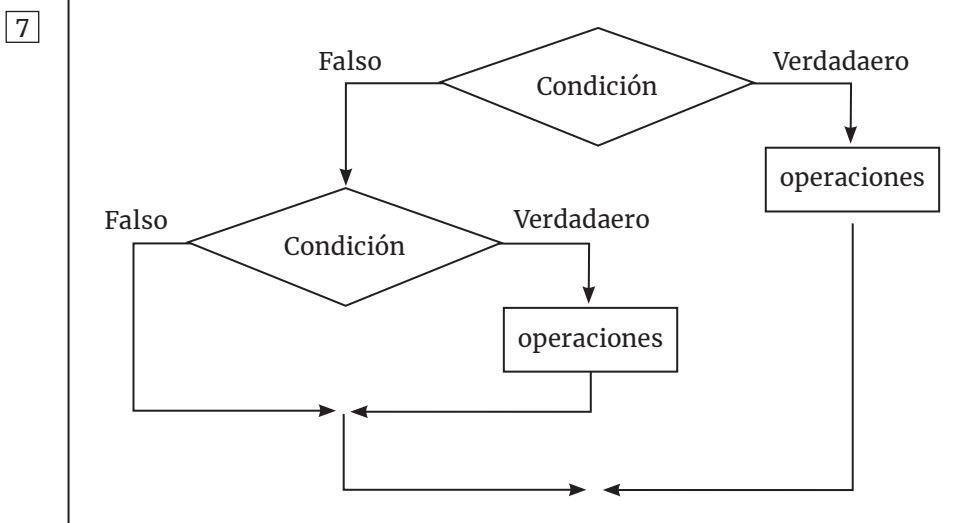 7
Falso
Verdadaero
Condición
operaciones
Falso
Verdadaero
Condición
operaciones